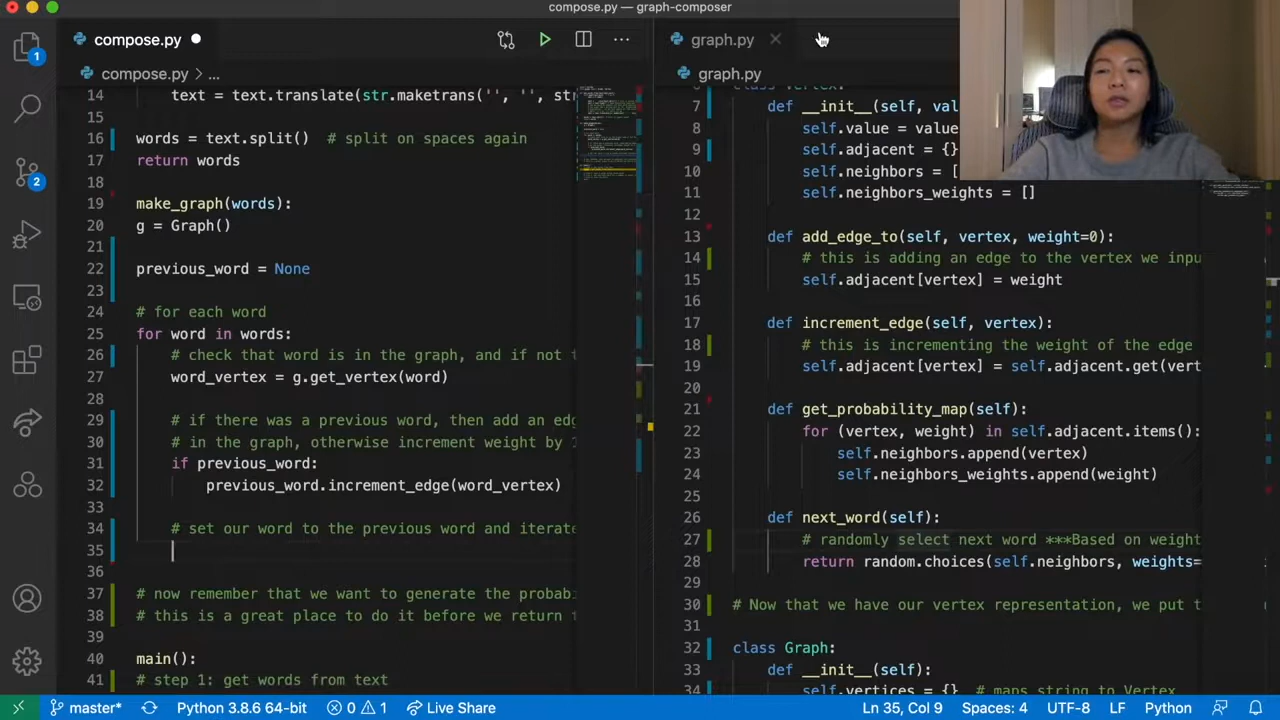 compose.py — graph-composer
compose.py
graph.py
compose.py > ...
graph.py
14 text = text.translate(str.maketrans('', '', st
15
16 words = text.split()  # split on spaces again
17 return words
18
19 make_graph(words):
20 g = Graph()
21
22 previous_word = None
23
24 # for each word
25 for word in words:
26 # check that word is in the graph, and if not t
27 word_vertex = g.get_vertex(word)
28
29 # if there was a previous word, then add an edg
30 # in the graph, otherwise increment weight by 1
31 if previous_word:
32 previous_word.increment_edge(word_vertex)
33
34 # set our word to the previous word and iterate
35
36
37 # now remember that we want to generate the probab
38 # this is a great place to do it before we return t
39
40 main():
41 # step 1: get words from text
6 class Vertex:
7 def __init__(self, val
8 self.value = value
9 self.adjacent = {}
10 self.neighbors = [
11 self.neighbors_weights = []
12
13 def add_edge_to(self, vertex, weight=0):
14 # this is adding an edge to the vertex we inpu
15 self.adjacent[vertex] = weight
16
17 def increment_edge(self, vertex):
18 # this is incrementing the weight of the edge
19 self.adjacent[vertex] = self.adjacent.get(vert
20
21 def get_probability_map(self):
22 for (vertex, weight) in self.adjacent.items():
23 self.neighbors.append(vertex)
24 self.neighbors_weights.append(weight)
25
26 def next_word(self):
27 # randomly select next word ***Based on weight
28 return random.choices(self.neighbors, weights=
29
30 # Now that we have our vertex representation, we put t
31
32 class Graph:
33 def __init__(self):
34 self.vertices = {}  # maps string to Vertex
1
2
master*
Python 3.8.6 64-bit
0
1
Live Share
Ln 35, Col 9
Spaces: 4
UTF-8
LF
Python